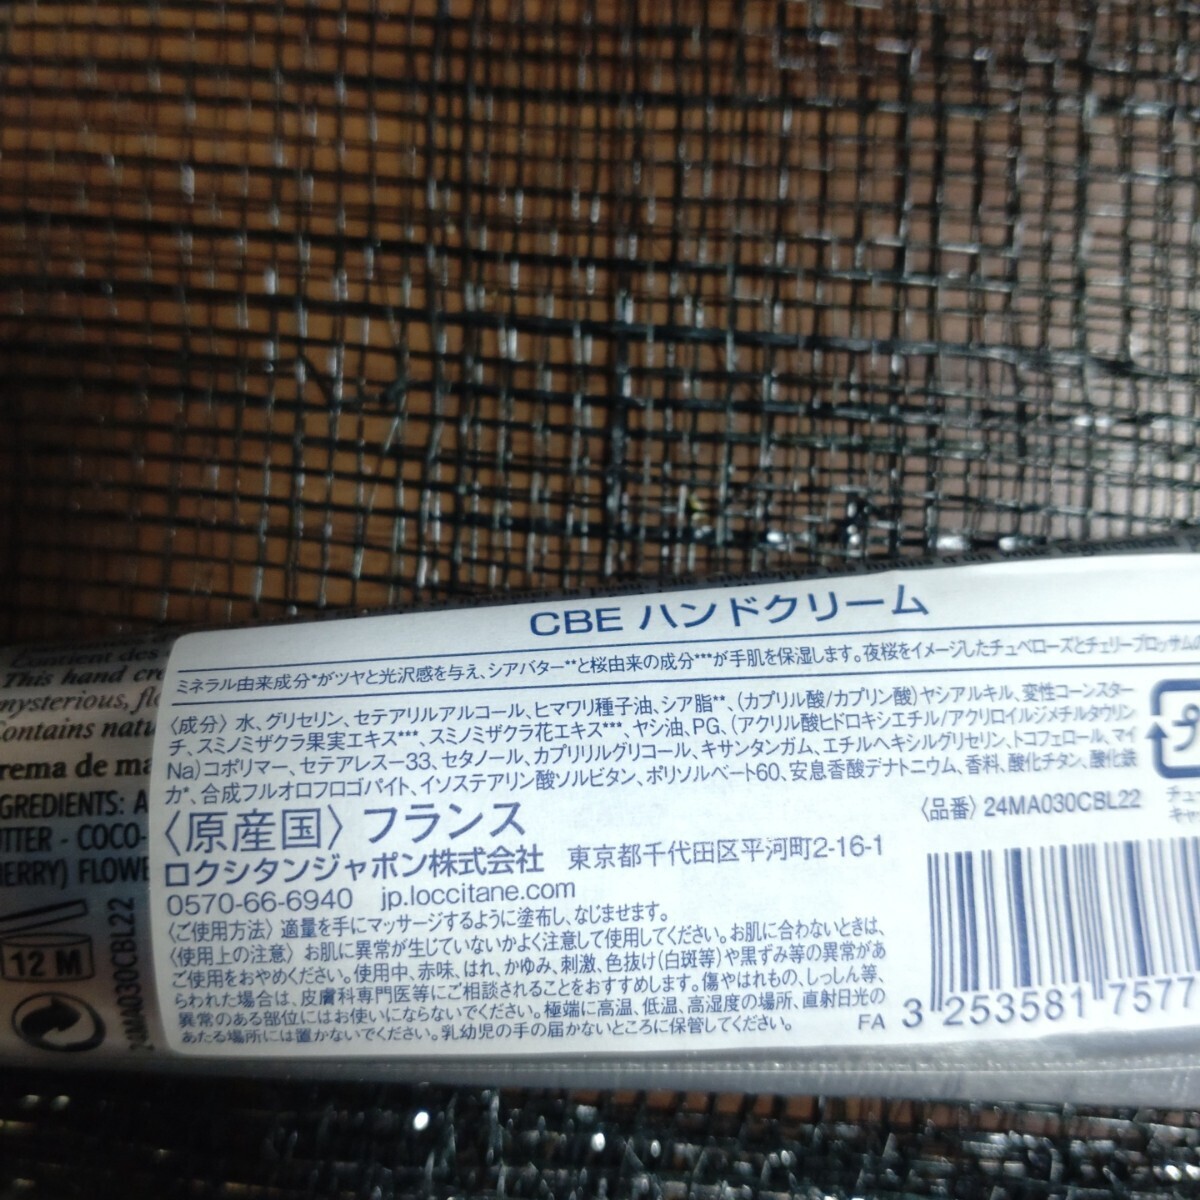 CBE ハンドクリーム
ミネラル由来成分*がツヤと光沢感を与え、シアバター**と桜由来の成分***が手肌を保湿します。夜桜をイメージしたチュベローズとチェリーブロッサム
〈成分〉水、グリセリン、セテアリルアルコール、ヒマワリ種子油、シア脂**、(カプリル酸/カプリン酸)ヤシアルキル、変性コーンスター
チ、スミノミザクラ果実エキス***、スミノミザクラ花エキス***、ヤシ油、PG、(アクリル酸ヒドロキシエチル/アクリロイルジメチルタウリン
Na)コポリマー、セテアレス－33、セタノール、カプリリルグリコール、キサンタンガム、エチルヘキシルグリセリン、トコフェロール、マイ
カ*、合成フルオロフロゴパイト、イソステアリン酸ソルビタン、ポリソルベート60、安息香酸デナトニウム、香料、酸化チタン、酸化鉄
〈原産国〉フランス
〈品番〉24MA030CBL22
ロクシタンジャポン株式会社 東京都千代田区平河町2-16-1
0570-66-6940 jp.loccitane.com
〈ご使用方法〉適量を手にマッサージするように塗布し、なじませます。
〈使用上の注意〉お肌に異常が生じていないかよく注意して使用してください。お肌に合わないときは、
ご使用をおやめください。使用中、赤味、はれ、かゆみ、刺激、色抜け(白斑等)や黒ずみ等の異常があ
らわれた場合は、皮膚科専門医等にご相談されることをおすすめします。傷やはれもの、しっしん等、
異常のある部位にはお使いにならないでください。極端に高温、低温、高湿度の場所、直射日光の
あたる場所には置かないでください。乳幼児の手の届かないところに保管してください。
FA
3 253581 7577
プ
チュー
キャ
Contient des
This hand cre
mysterious, flo
Contains natu
rema de ma
GREDIENTS: A
UTTER - COCO-
ERRY) FLOWE
12 M
24MA030CBL22